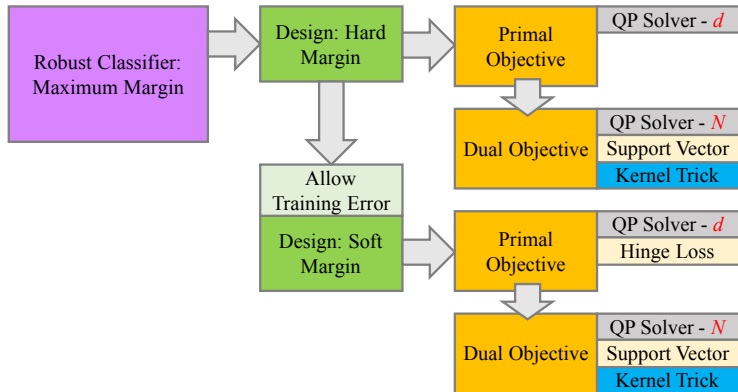 Robust Classifier:
Maximum Margin
Design: Hard
Margin
Primal
Objective
QP Solver - d
Dual Objective
QP Solver - N
Support Vector
Kernel Trick
Allow
Training Error
Design: Soft
Margin
Primal
Objective
QP Solver - d
Hinge Loss
Dual Objective
QP Solver - N
Support Vector
Kernel Trick